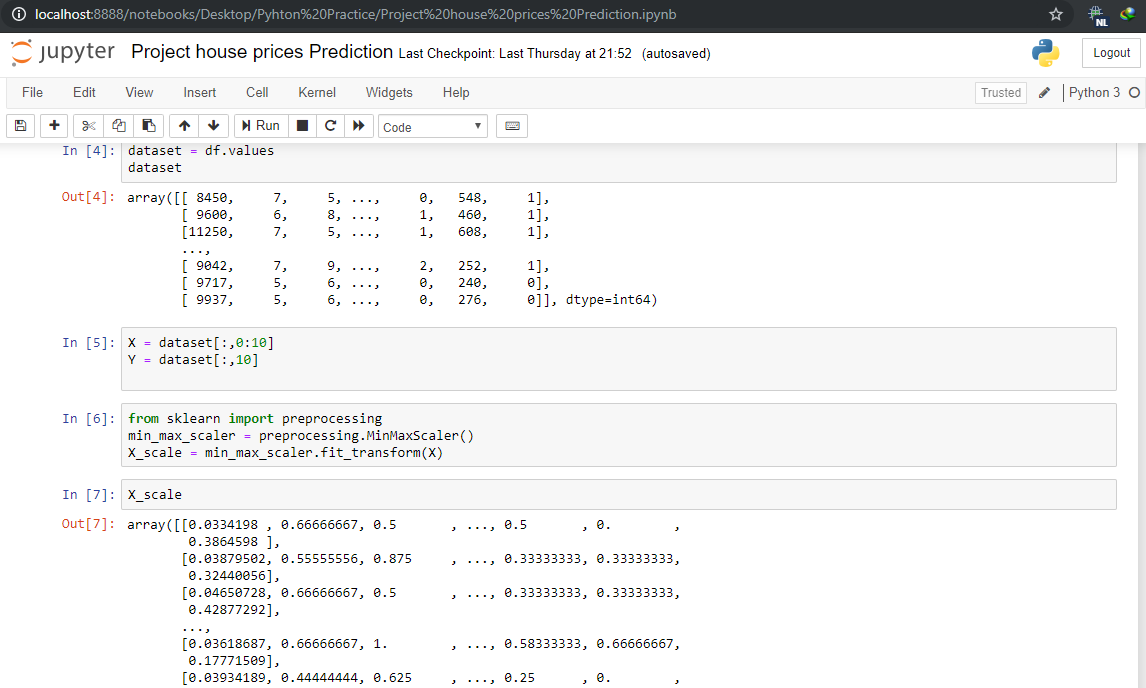 localhost:8888/notebooks/Desktop/Pyhton%20Practice/Project%20house%20prices%20Prediction.ipynb
NL
jupyter Project house prices Prediction Last Checkpoint: Last Thursday at 21:52 (autosaved)
Logout
File Edit View Insert Cell Kernel Widgets Help
Trusted Python 3
Run Code
In [4]: dataset = df.values
dataset
Out[4]: array([[ 8450, 7, 5, ..., 0, 548, 1],
[ 9600, 6, 8, ..., 1, 460, 1],
[11250, 7, 5, ..., 1, 608, 1],
...,
[ 9042, 7, 9, ..., 2, 252, 1],
[ 9717, 5, 6, ..., 0, 240, 0],
[ 9937, 5, 6, ..., 0, 276, 0]], dtype=int64)
In [5]: X = dataset[:,0:10]
Y = dataset[:,10]
In [6]: from sklearn import preprocessing
min_max_scaler = preprocessing.MinMaxScaler()
X_scale = min_max_scaler.fit_transform(X)
In [7]: X_scale
Out[7]: array([[0.0334198 , 0.66666667, 0.5 , ..., 0.5 , 0. ,
0.3864598 ],
[0.03879502, 0.55555556, 0.875 , ..., 0.33333333, 0.33333333,
0.32440056],
[0.04650728, 0.66666667, 0.5 , ..., 0.33333333, 0.33333333,
0.42877292],
...,
[0.03618687, 0.66666667, 1. , ..., 0.58333333, 0.66666667,
0.17771509],
[0.03934189, 0.44444444, 0.625 , ..., 0.25 , 0. ,